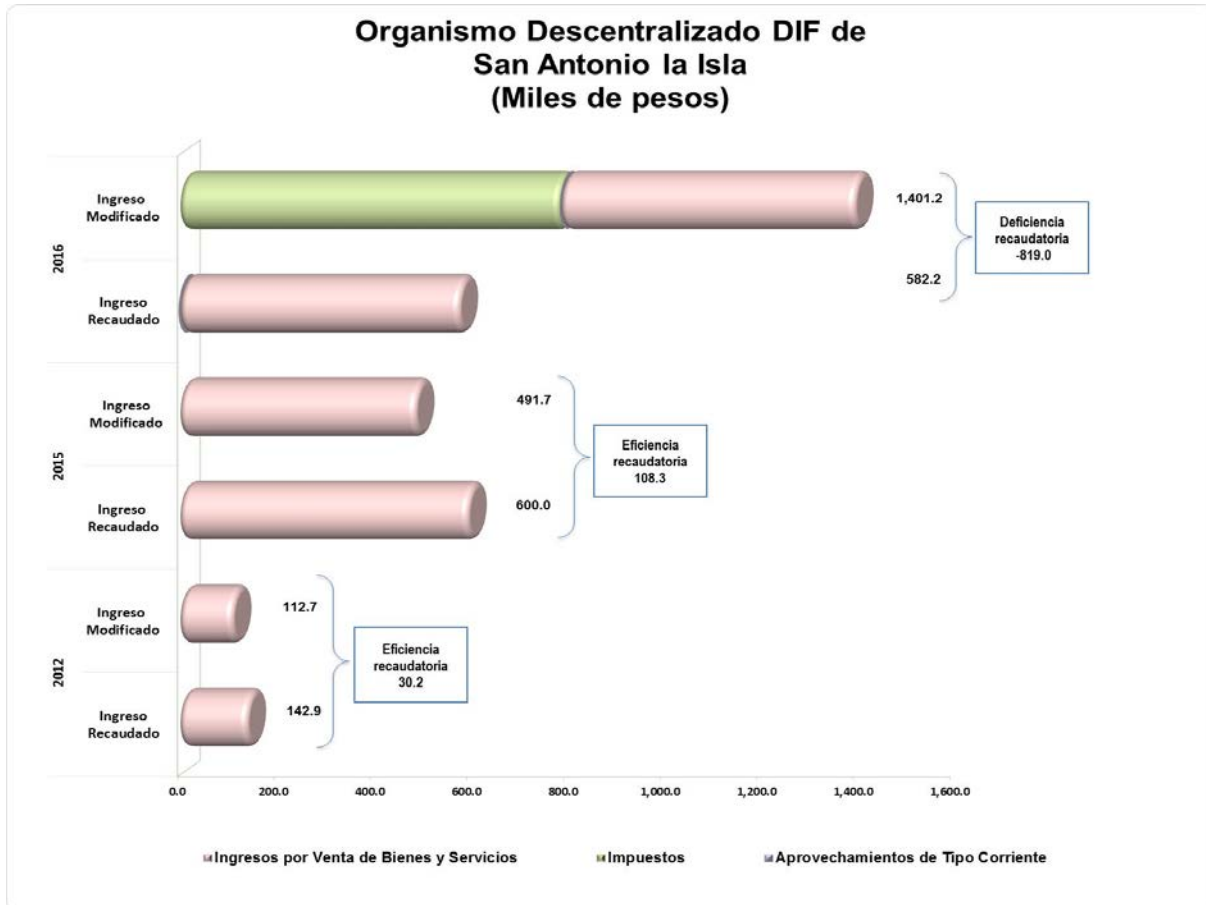 Organismo Descentralizado DIF de
San Antonio la Isla
(Miles de pesos)
2016
Ingreso
Modificado
1,401.2
Ingreso
Recaudado
582.2
Deficiencia
recaudatoria
-819.0
2015
Ingreso
Modificado
491.7
Ingreso
Recaudado
600.0
Eficiencia
recaudatoria
108.3
2012
Ingreso
Modificado
112.7
Ingreso
Recaudado
142.9
Eficiencia
recaudatoria
30.2
0.0 200.0 400.0 600.0 800.0 1,000.0 1,200.0 1,400.0 1,600.0
Ingresos por Venta de Bienes y Servicios Impuestos Aprovechamientos de Tipo Corriente